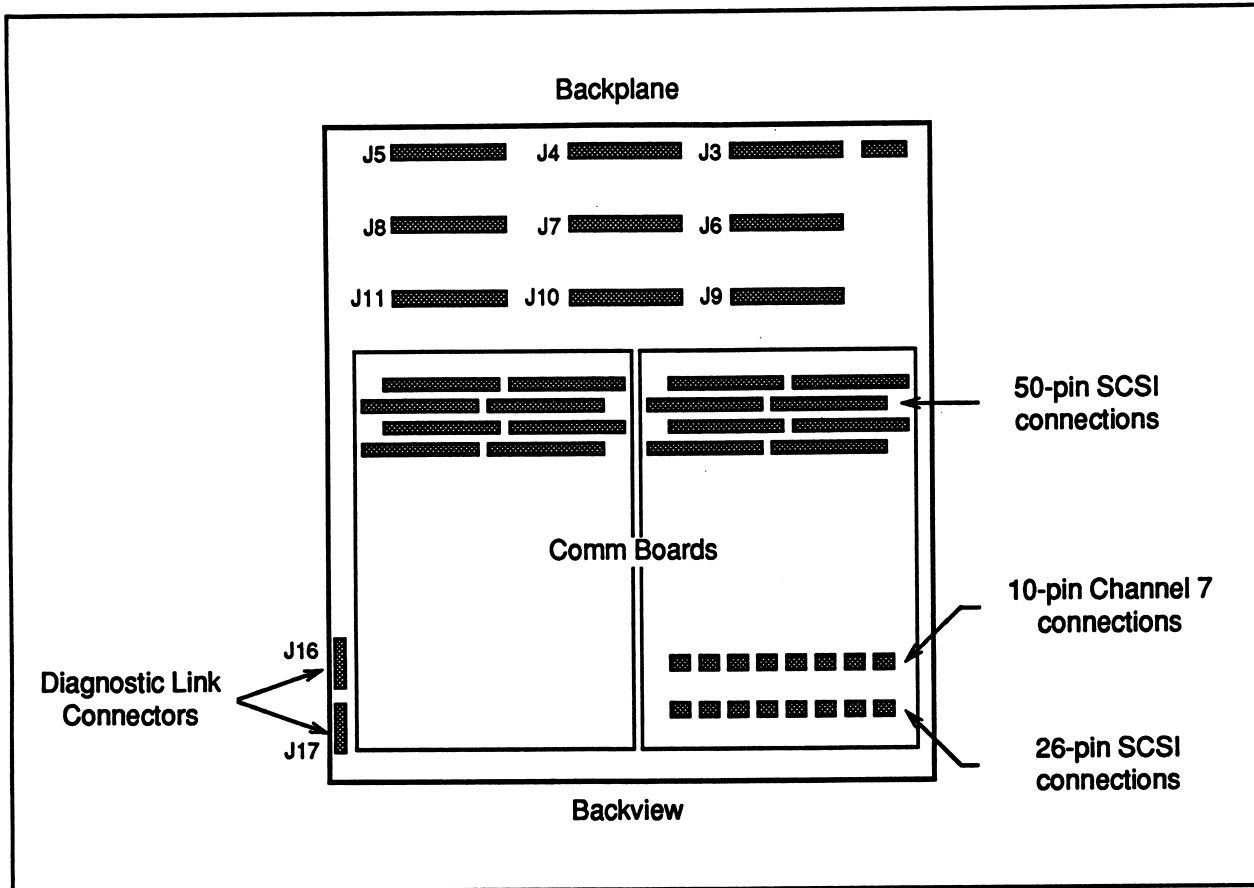 Backplane
J5 J4 J3
J8 J7 J6
J11 J10 J9
50-pin SCSI
connections
Comm Boards
10-pin Channel 7
connections
J16
Diagnostic Link
Connectors
J17
26-pin SCSI
connections
Backview